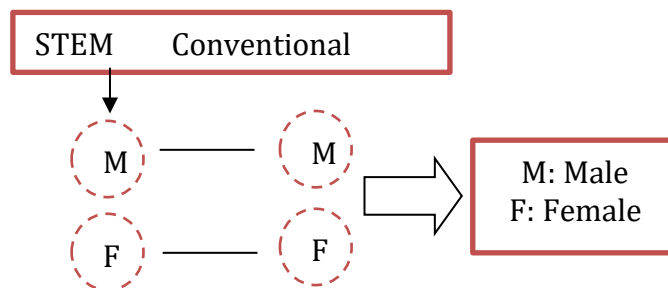 STEM Conventional
M M
F F
M: Male
F: Female